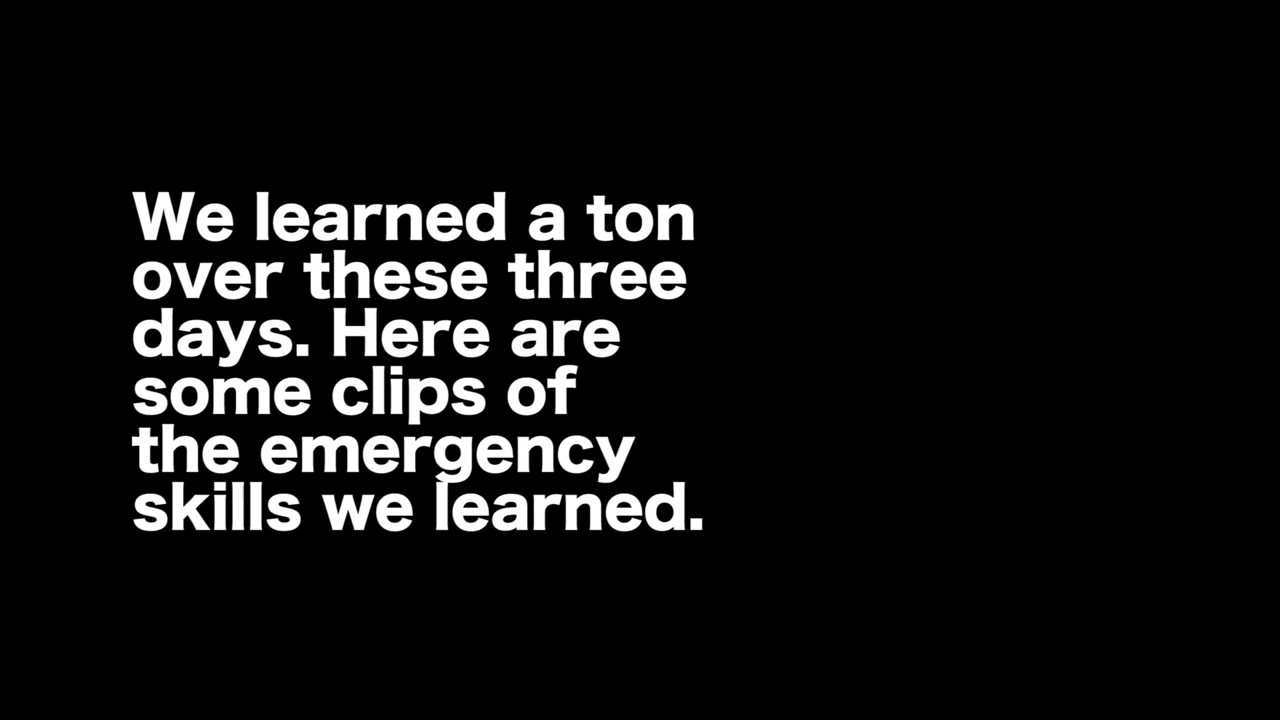 We learned a ton
over these three
days. Here are
some clips of
the emergency
skills we learned.